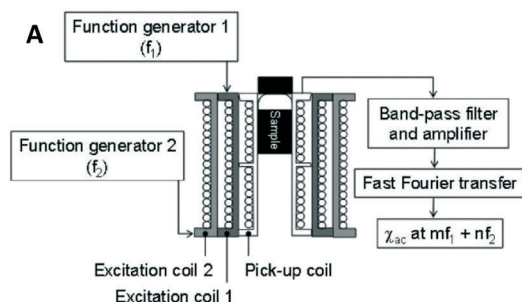 A
Function generator 1
(f₁)
Function generator 2
(f₂)
Sample
Band-pass filter
and amplifier
Fast Fourier transfer
χac at mf₁ + nf₂
Excitation coil 2
Pick-up coil
Excitation coil 1